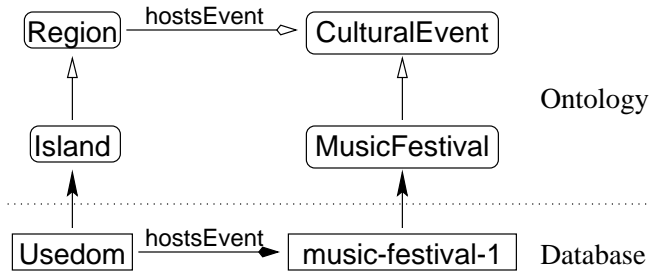 hostsEvent
Region
CulturalEvent
Ontology
Island
MusicFestival
hostsEvent
Usedom
music-festival-1
Database